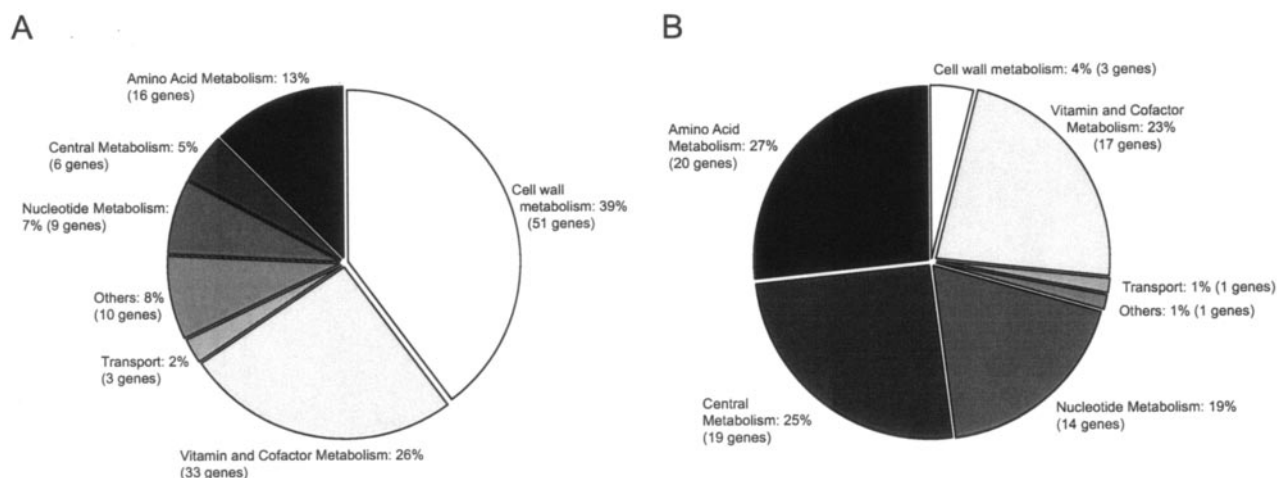 A
Amino Acid Metabolism: 13%
(16 genes)
Central Metabolism: 5%
(6 genes)
Nucleotide Metabolism:
7% (9 genes)
Others: 8%
(10 genes)
Transport: 2%
(3 genes)
Vitamin and Cofactor Metabolism: 26%
(33 genes)
Cell wall
metabolism: 39%
(51 genes)
B
Cell wall metabolism: 4% (3 genes)
Vitamin and Cofactor
Metabolism: 23%
(17 genes)
Transport: 1% (1 genes)
Others: 1% (1 genes)
Nucleotide Metabolism: 19%
(14 genes)
Central
Metabolism: 25%
(19 genes)
Amino Acid
Metabolism: 27%
(20 genes)